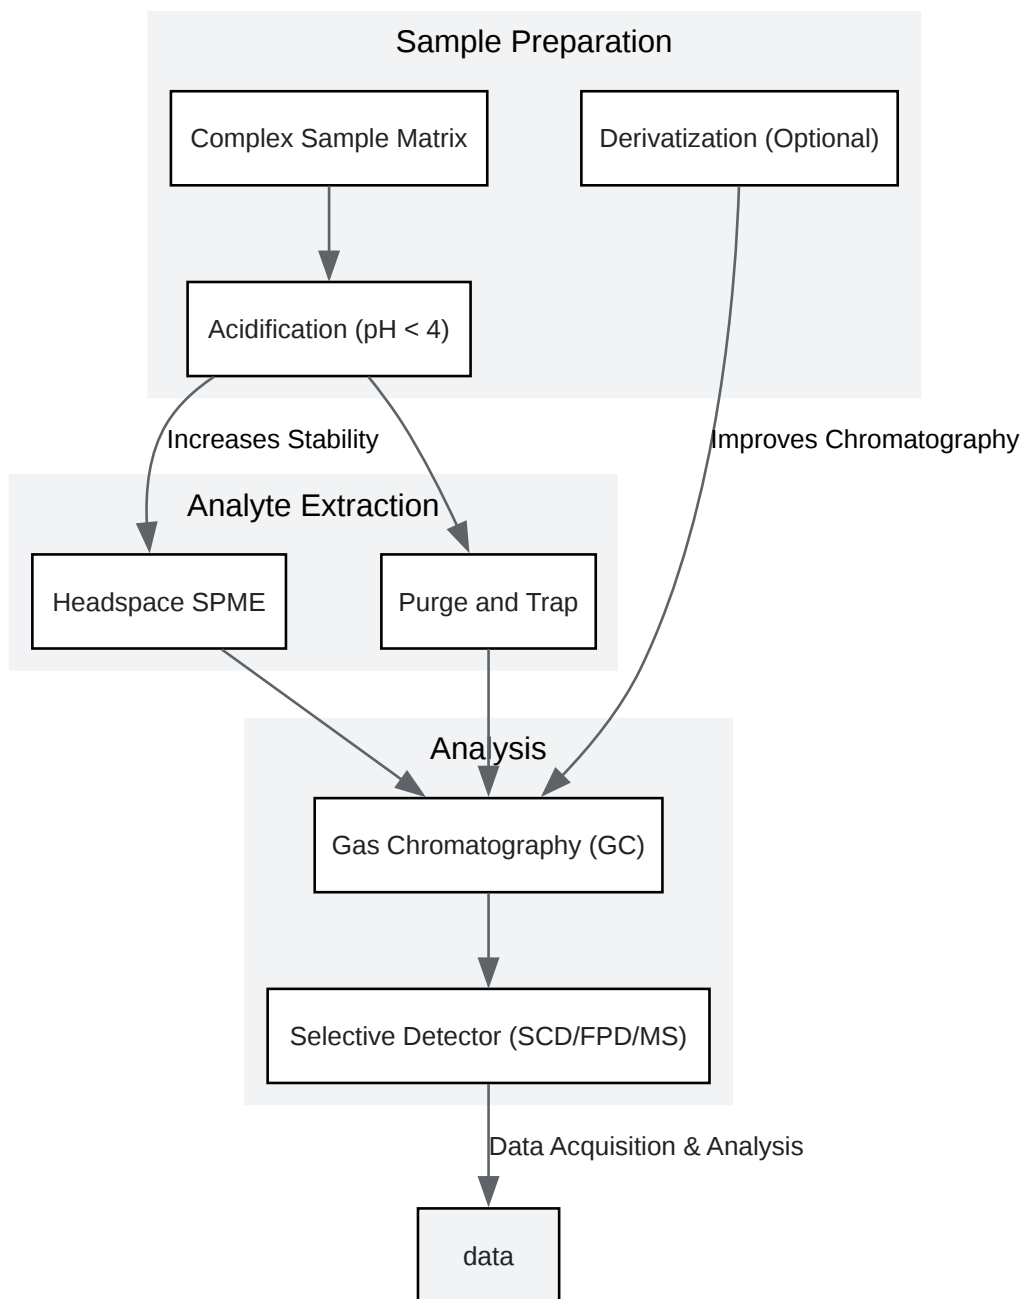 Sample Preparation
Complex Sample Matrix
Derivatization (Optional)
Acidification (pH < 4)
Increases Stability
Improves Chromatography
Analyte Extraction
Headspace SPME
Purge and Trap
Analysis
Gas Chromatography (GC)
Selective Detector (SCD/FPD/MS)
Data Acquisition & Analysis
data